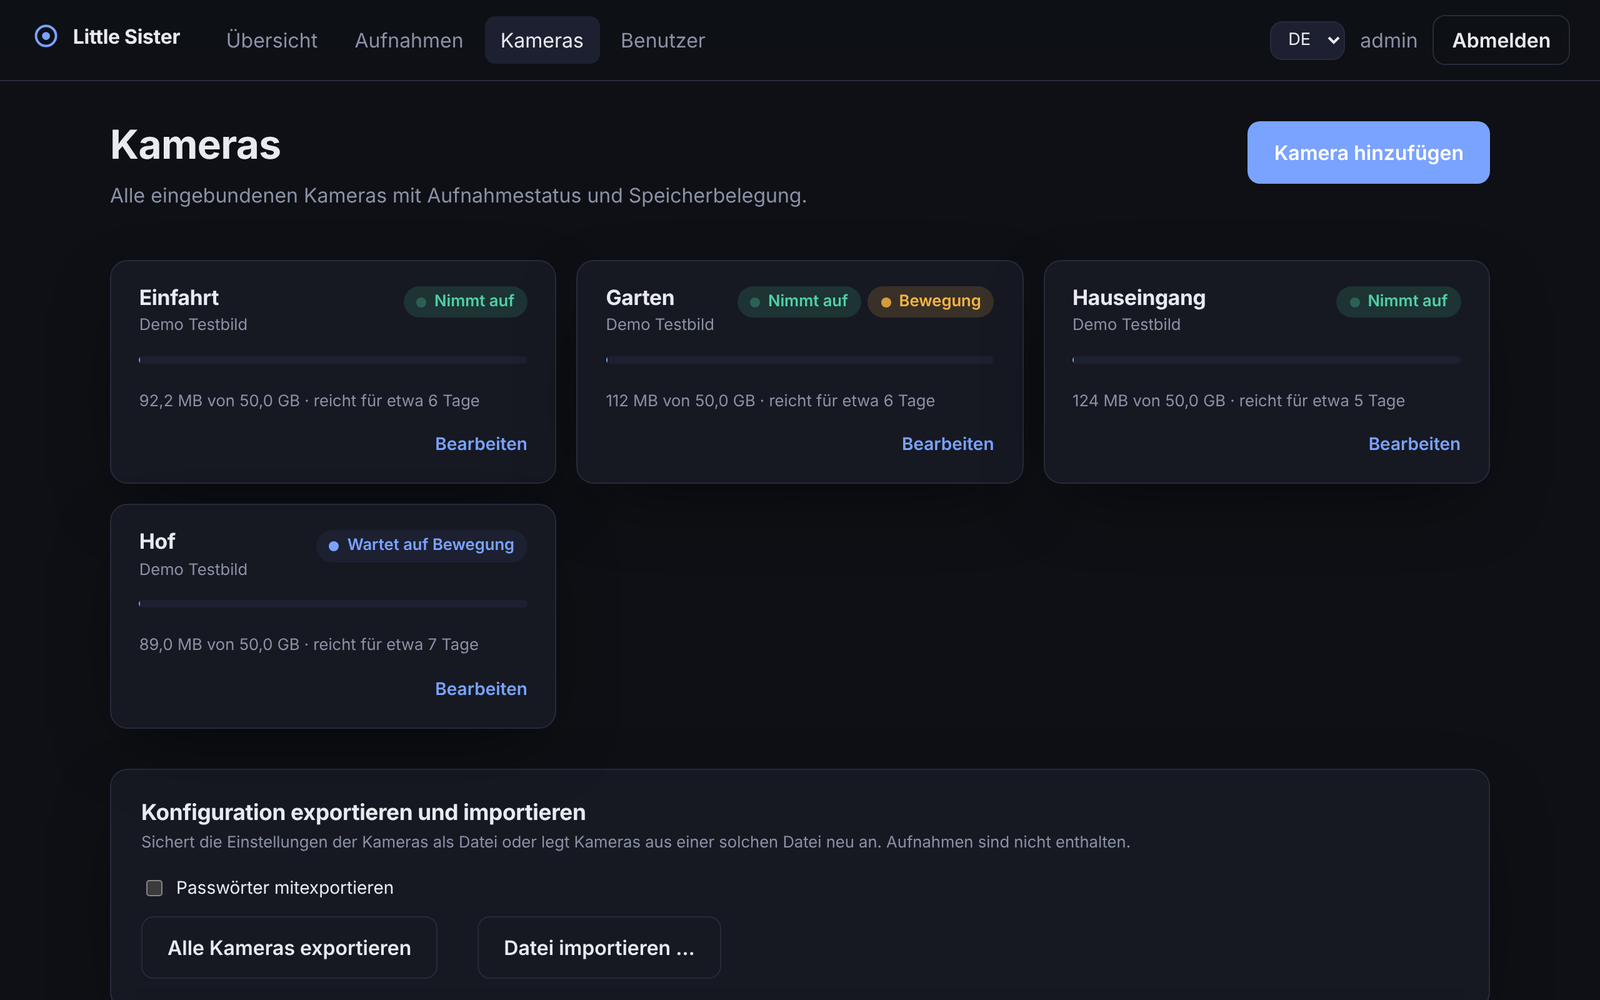 Little Sister
Übersicht
Aufnahmen
Kameras
Benutzer
DE
admin
Abmelden
Kameras
Kamera hinzufügen
Alle eingebundenen Kameras mit Aufnahmestatus und Speicherbelegung.
Einfahrt
Nimmt auf
Demo Testbild
92,2 MB von 50,0 GB · reicht für etwa 6 Tage
Bearbeiten
Garten
Nimmt auf
Bewegung
Demo Testbild
112 MB von 50,0 GB · reicht für etwa 6 Tage
Bearbeiten
Hauseingang
Nimmt auf
Demo Testbild
124 MB von 50,0 GB · reicht für etwa 5 Tage
Bearbeiten
Hof
Wartet auf Bewegung
Demo Testbild
89,0 MB von 50,0 GB · reicht für etwa 7 Tage
Bearbeiten
Konfiguration exportieren und importieren
Sichert die Einstellungen der Kameras als Datei oder legt Kameras aus einer solchen Datei neu an. Aufnahmen sind nicht enthalten.
Passwörter mitexportieren
Alle Kameras exportieren
Datei importieren ...